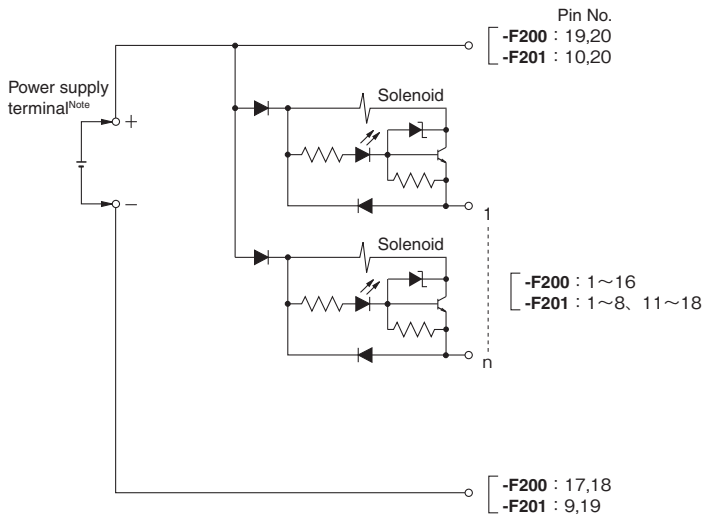 Pin No.
-F200：19,20
-F201：10,20
Power supply
terminalNote
+
−
Solenoid
1
Solenoid
-F200：1～16
-F201：1～8、11～18
n
-F200：17,18
-F201：9,19